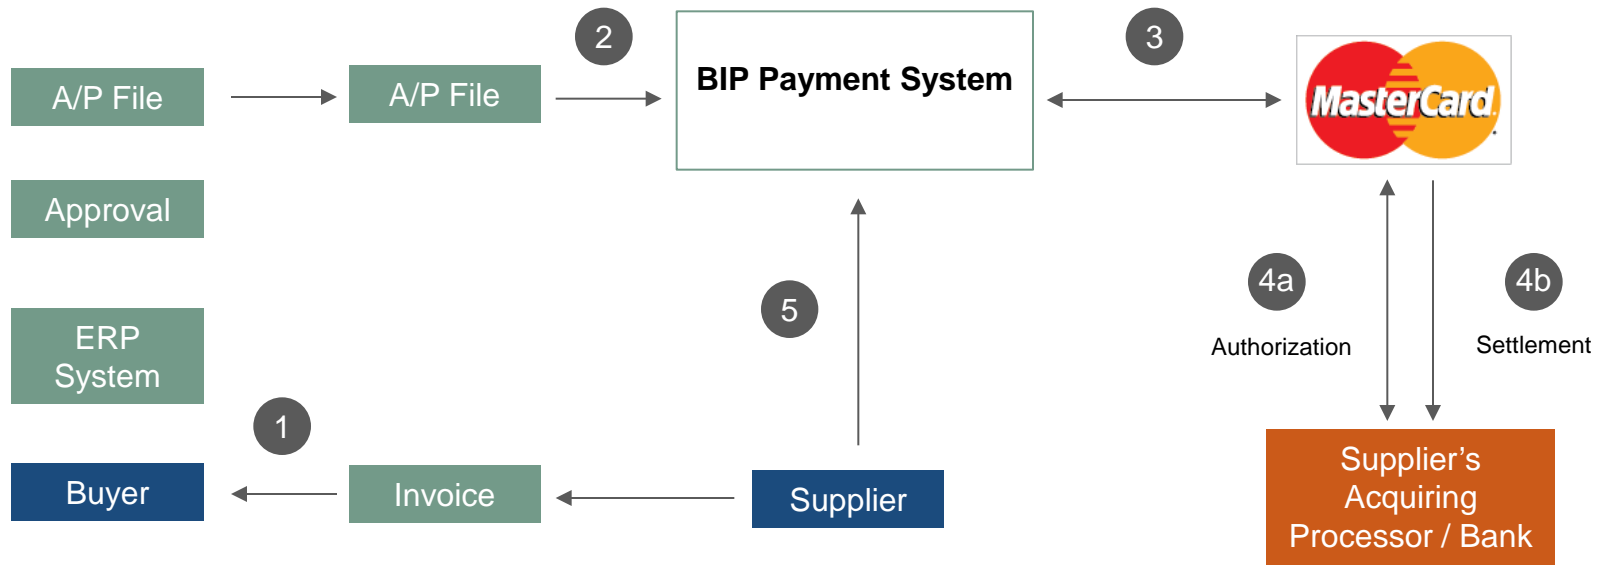 2
3
A/P File
A/P File
BIP Payment System
MasterCard
Approval
4a
4b
5
ERP
System
Authorization
Settlement
1
Buyer
Invoice
Supplier
Supplier’s
Acquiring
Processor / Bank